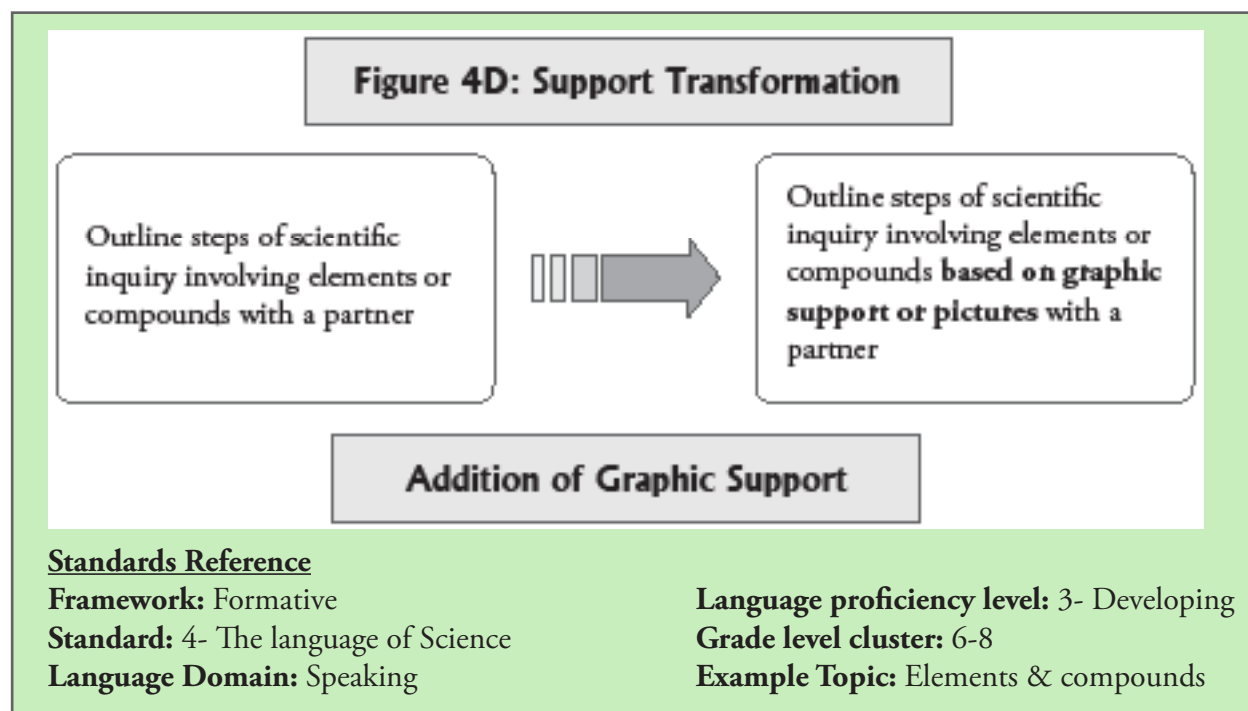 Figure 4D: Support Transformation
Outline steps of scientific
inquiry involving elements or
compounds with a partner
Outline steps of scientific
inquiry involving elements or
compounds based on graphic
support or pictures with a
partner
Addition of Graphic Support
Standards Reference
Framework: Formative
Standard: 4- The language of Science
Language Domain: Speaking
Language proficiency level: 3- Developing
Grade level cluster: 6-8
Example Topic: Elements & compounds